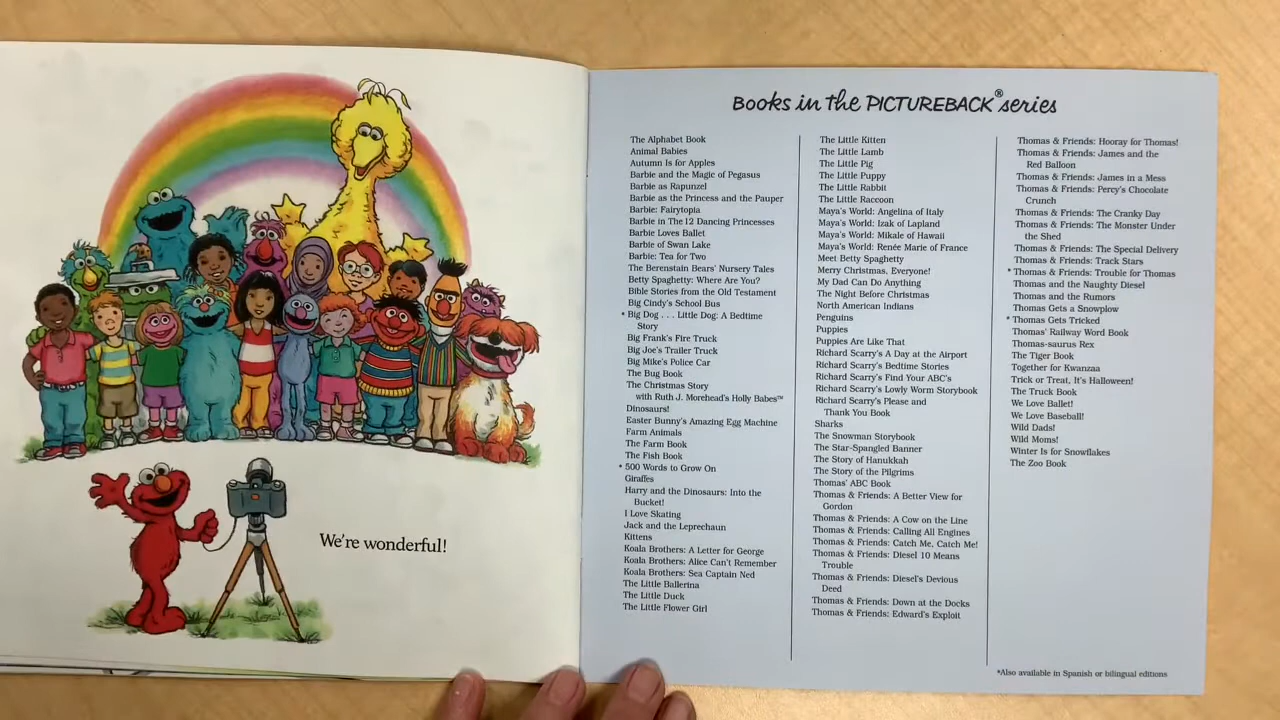 We're wonderful!
Books in the PICTUREBACK® series
The Alphabet Book
Animal Babies
Autumn Is for Apples
Barbie and the Magic of Pegasus
Barbie as Rapunzel
Barbie as the Princess and the Pauper
Barbie: Fairytopia
Barbie in The 12 Dancing Princesses
Barbie Loves Ballet
Barbie of Swan Lake
Barbie: Tea for Two
The Berenstain Bears' Nursery Tales
Betty Spaghetty: Where Are You?
Bible Stories from the Old Testament
Big Cindy's School Bus
* Big Dog . . . Little Dog: A Bedtime
Story
Big Frank's Fire Truck
Big Joe's Trailer Truck
Big Mike's Police Car
The Bug Book
The Christmas Story
with Ruth J. Morehead's Holly Babes™
Dinosaurs!
Easter Bunny's Amazing Egg Machine
Farm Animals
The Farm Book
The Fish Book
* 500 Words to Grow On
Giraffes
Harry and the Dinosaurs: Into the
Bucket!
I Love Skating
Jack and the Leprechaun
Kittens
Koala Brothers: A Letter for George
Koala Brothers: Alice Can't Remember
Koala Brothers: Sea Captain Ned
The Little Ballerina
The Little Duck
The Little Flower Girl
The Little Kitten
The Little Lamb
The Little Pig
The Little Puppy
The Little Rabbit
The Little Raccoon
Maya's World: Angelina of Italy
Maya's World: Izak of Lapland
Maya's World: Mikale of Hawaii
Maya's World: Renée Marie of France
Meet Betty Spaghetty
Merry Christmas, Everyone!
My Dad Can Do Anything
The Night Before Christmas
North American Indians
Penguins
Puppies
Puppies Are Like That
Richard Scarry's A Day at the Airport
Richard Scarry's Bedtime Stories
Richard Scarry's Find Your ABC's
Richard Scarry's Lowly Worm Storybook
Richard Scarry's Please and
Thank You Book
Sharks
The Snowman Storybook
The Star-Spangled Banner
The Story of Hanukkah
The Story of the Pilgrims
Thomas' ABC Book
Thomas & Friends: A Better View for
Gordon
Thomas & Friends: A Cow on the Line
Thomas & Friends: Calling All Engines
Thomas & Friends: Catch Me, Catch Me!
Thomas & Friends: Diesel 10 Means
Trouble
Thomas & Friends: Diesel's Devious
Deed
Thomas & Friends: Down at the Docks
Thomas & Friends: Edward's Exploit
Thomas & Friends: Hooray for Thomas!
Thomas & Friends: James and the
Red Balloon
Thomas & Friends: James in a Mess
Thomas & Friends: Percy's Chocolate
Crunch
Thomas & Friends: The Cranky Day
Thomas & Friends: The Monster Under
the Shed
Thomas & Friends: The Special Delivery
Thomas & Friends: Track Stars
* Thomas & Friends: Trouble for Thomas
Thomas and the Naughty Diesel
Thomas and the Rumors
Thomas Gets a Snowplow
* Thomas Gets Tricked
Thomas' Railway Word Book
Thomas-saurus Rex
The Tiger Book
Together for Kwanzaa
Trick or Treat, It's Halloween!
The Truck Book
We Love Ballet!
We Love Baseball!
Wild Dads!
Wild Moms!
Winter Is for Snowflakes
The Zoo Book
*Also available in Spanish or bilingual editions